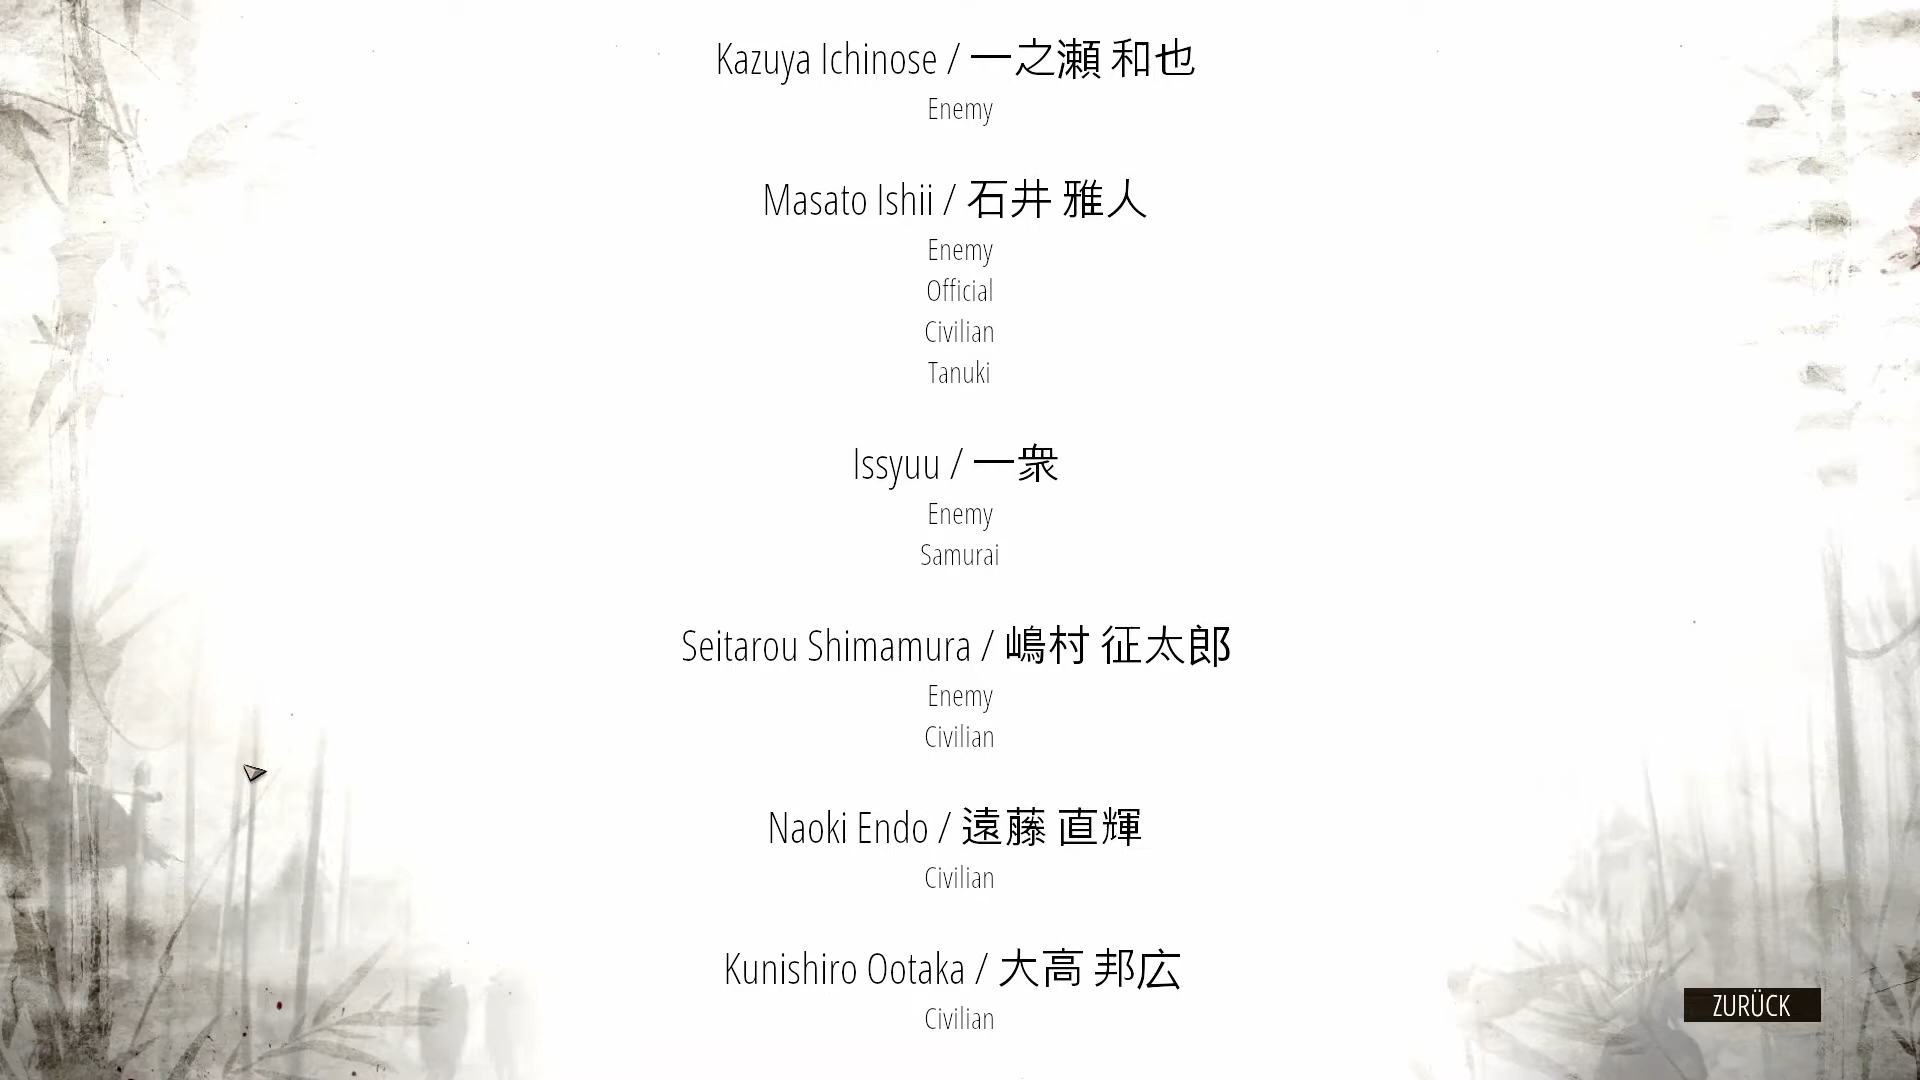 Kazuya Ichinose / 一之瀬 和也
Enemy
Masato Ishii / 石井 雅人
Enemy
Official
Civilian
Tanuki
Issyuu / 一衆
Enemy
Samurai
Seitarou Shimamura / 嶋村 征太郎
Enemy
Civilian
Naoki Endo / 遠藤 直輝
Civilian
Kunishiro Ootaka / 大高 邦広
Civilian
ZURÜCK